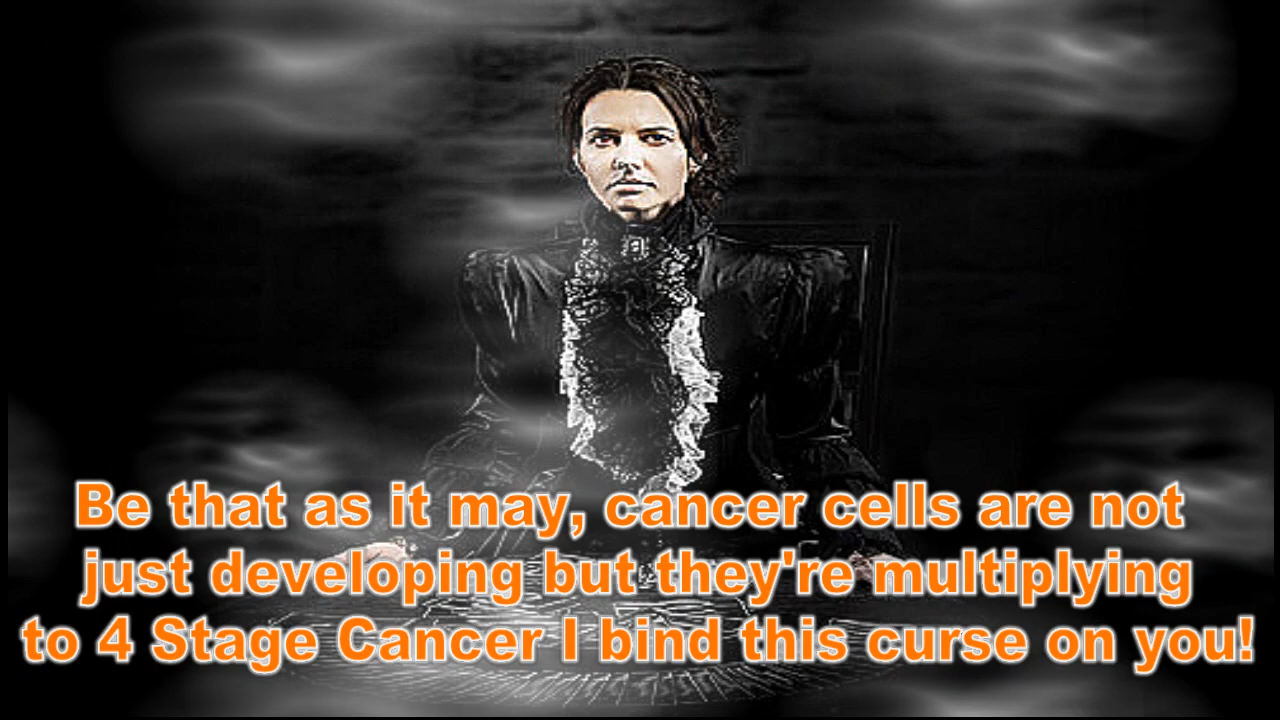 Be that as it may, cancer cells are not
just developing but they're multiplying
to 4 Stage Cancer I bind this curse on you!